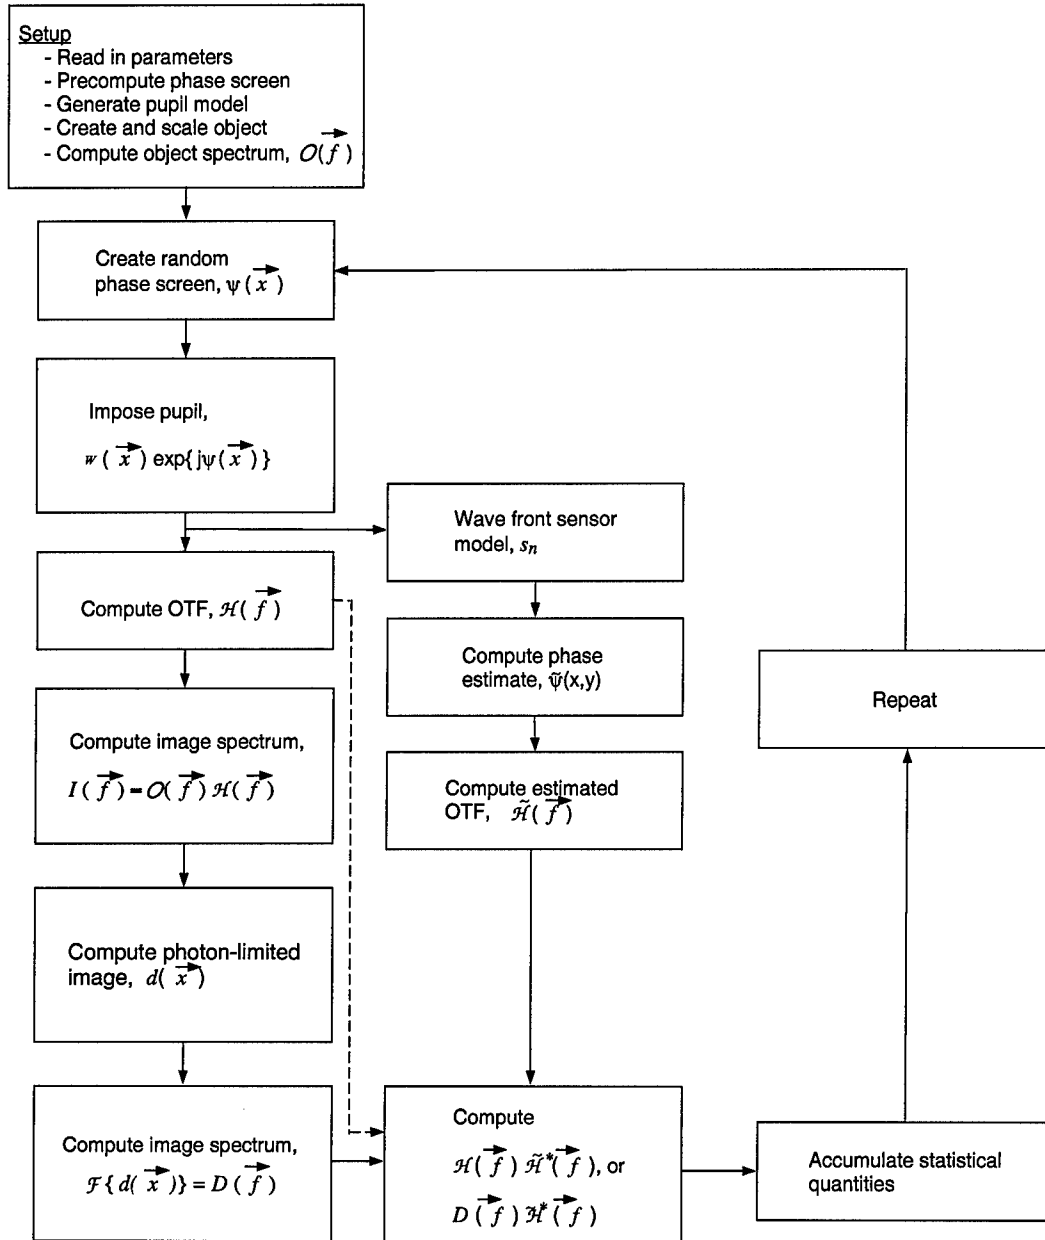 Setup
- Read in parameters
- Precompute phase screen
- Generate pupil model
- Create and scale object
- Compute object spectrum, O(f⃗)
Create random
phase screen, ψ(x⃗)
Impose pupil,
w(x⃗) exp{jψ(x⃗)}
Wave front sensor
model, sₙ
Compute OTF, ℋ(f⃗)
Compute phase
estimate, ψ̃(x,y)
Repeat
Compute image spectrum,
I(f⃗) = O(f⃗) ℋ(f⃗)
Compute estimated
OTF, ℋ̃(f⃗)
Compute photon-limited
image, d(x⃗)
Compute image spectrum,
ℱ{d(x⃗)} = D(f⃗)
Compute
ℋ(f⃗) ℋ̃*(f⃗), or
D(f⃗) ℋ̃*(f⃗)
Accumulate statistical
quantities